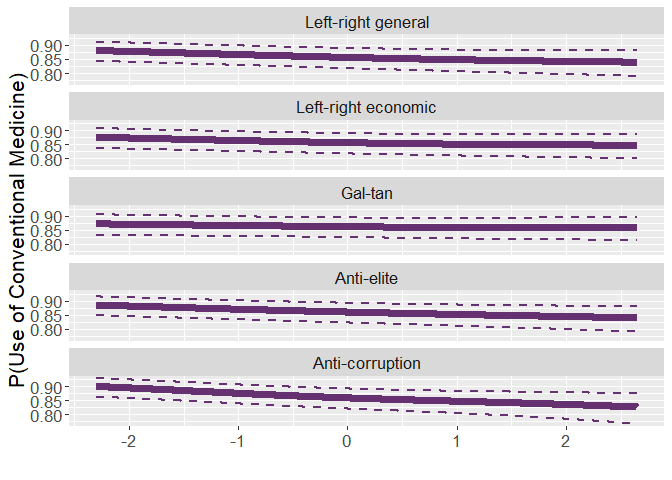 P(Use of Conventional Medicine)
Left-right general
0.90
0.85
0.80
Left-right economic
0.90
0.85
0.80
Gal-tan
0.90
0.85
0.80
Anti-elite
0.90
0.85
0.80
Anti-corruption
0.90
0.85
0.80
-2 -1 0 1 2